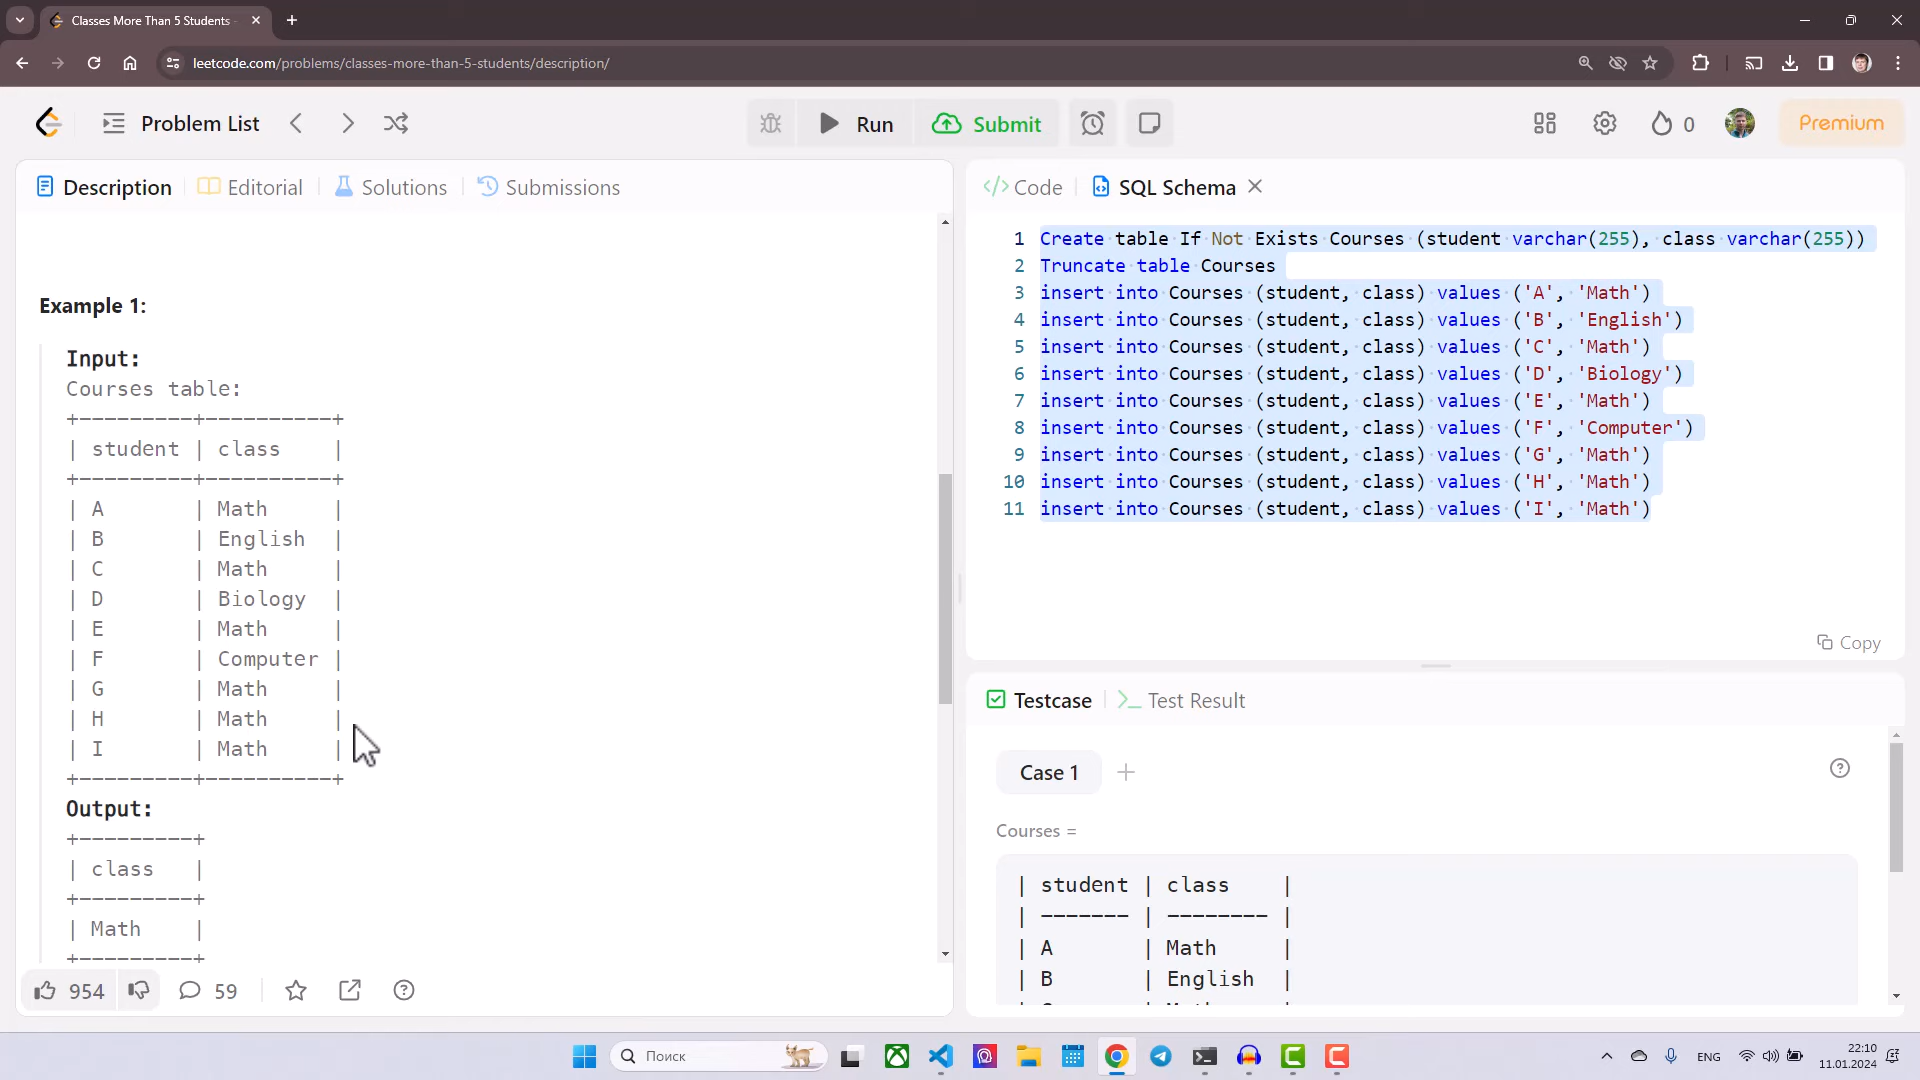 Classes More Than 5 Students -
leetcode.com/problems/classes-more-than-5-students/description/
Problem List
Run
Submit
0
Premium
Description
Editorial
Solutions
Submissions
Example 1:
Input:
Courses table:
+---------+----------+
| student | class    |
+---------+----------+
| A       | Math     |
| B       | English  |
| C       | Math     |
| D       | Biology  |
| E       | Math     |
| F       | Computer |
| G       | Math     |
| H       | Math     |
| I       | Math     |
+---------+----------+
Output:
+---------+
| class   |
+---------+
| Math    |
+---------+
954
59
Code
SQL Schema
1 Create table If Not Exists Courses (student varchar(255), class varchar(255))
2 Truncate table Courses
3 insert into Courses (student, class) values ('A', 'Math')
4 insert into Courses (student, class) values ('B', 'English')
5 insert into Courses (student, class) values ('C', 'Math')
6 insert into Courses (student, class) values ('D', 'Biology')
7 insert into Courses (student, class) values ('E', 'Math')
8 insert into Courses (student, class) values ('F', 'Computer')
9 insert into Courses (student, class) values ('G', 'Math')
10 insert into Courses (student, class) values ('H', 'Math')
11 insert into Courses (student, class) values ('I', 'Math')
Copy
Testcase
Test Result
Case 1
Courses =
| student | class    |
| ------- | -------- |
| A       | Math     |
| B       | English  |
Поиск
ENG
22:10
11.01.2024